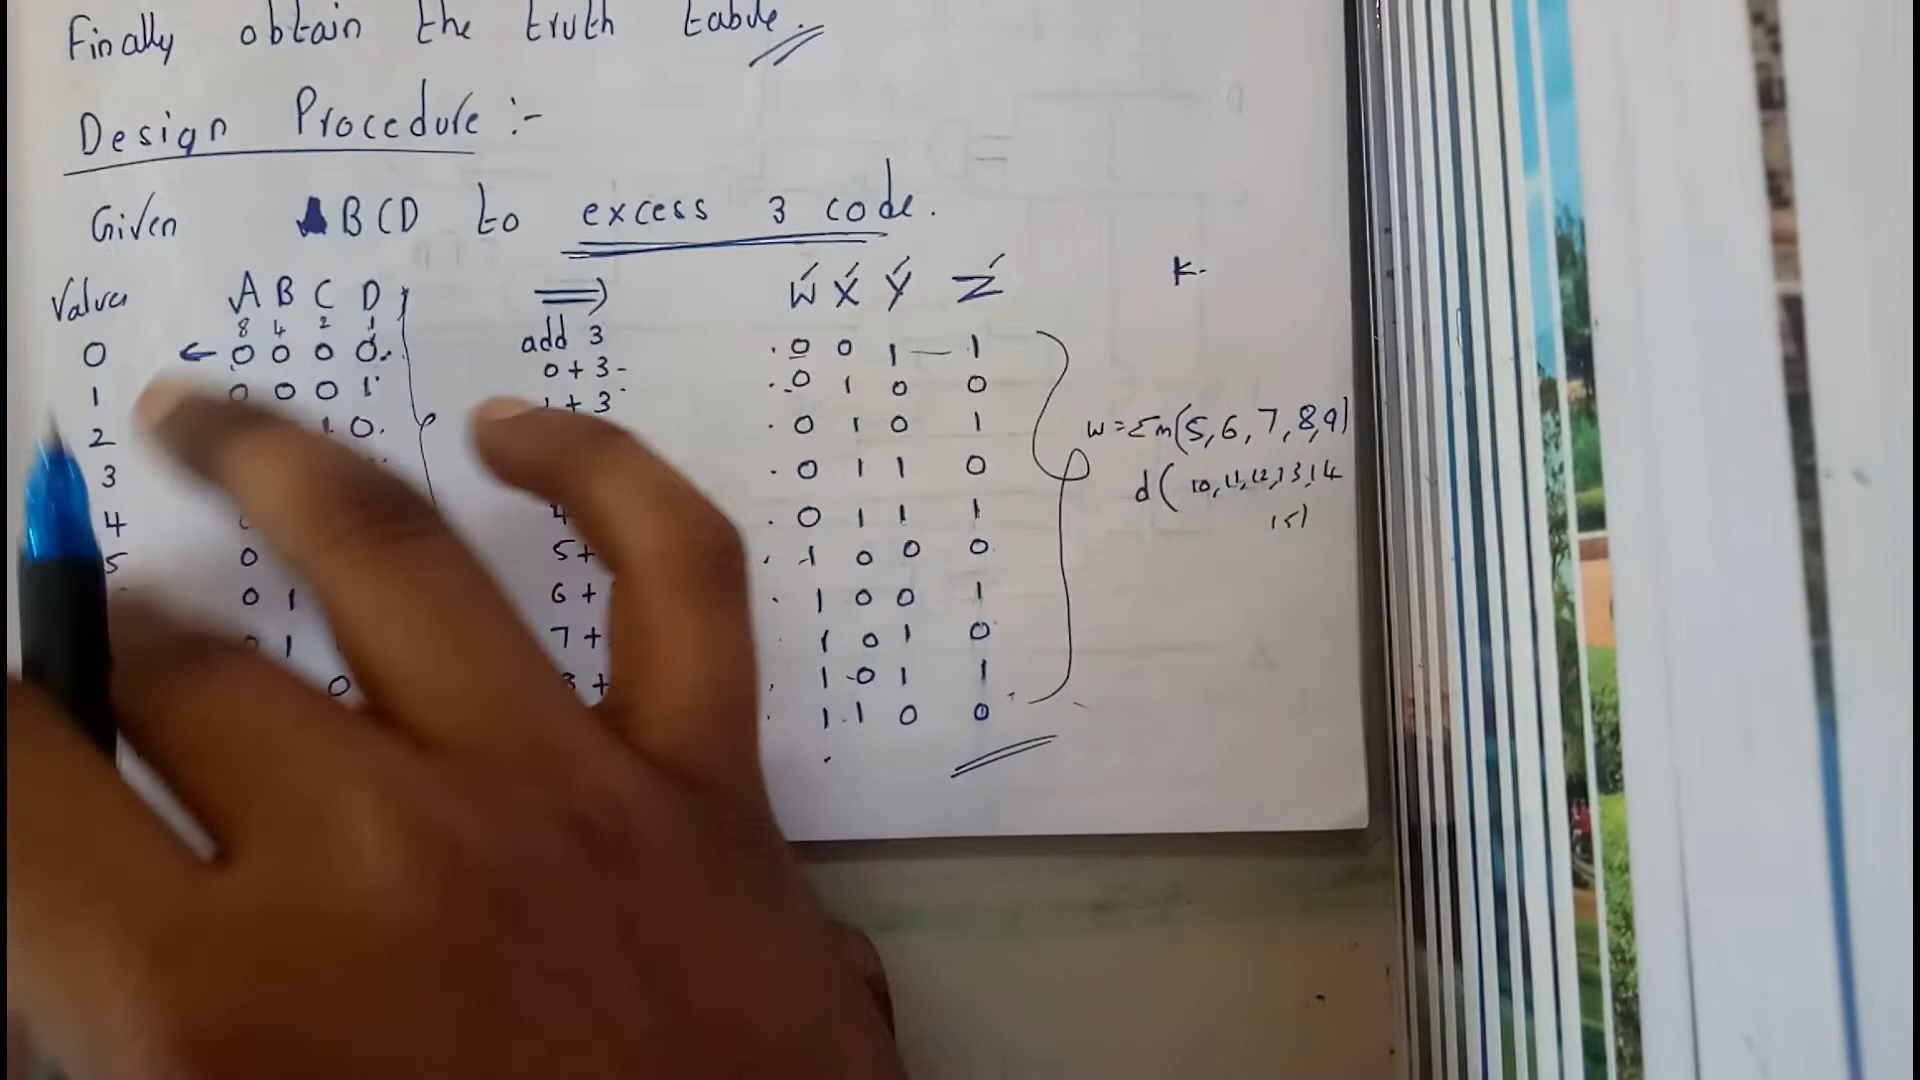 Finally obtain the truth table.
Design Procedure :-
Given BCD to excess 3 code.
Values A B C D => W X Y Z K-
8 4 2 1
0 ← 0 0 0 0. add 3 . 0 0 1 — 1
0 + 3 -
1 0 0 0 1 1 + 3 . 0 1 0 0
2 1 0. . 0 1 0 1 w = Σm(5,6,7,8,9)
3 . 0 1 1 0 d( 10,11,12,13,14
4 4 . 0 1 1 1 15)
5 0 5+ . 1 0 0 0
0 1 6 + . 1 0 0 1
0 1 7 + 1 0 1 0
0 8 + 1 0 1 1
. 1 1 0 0